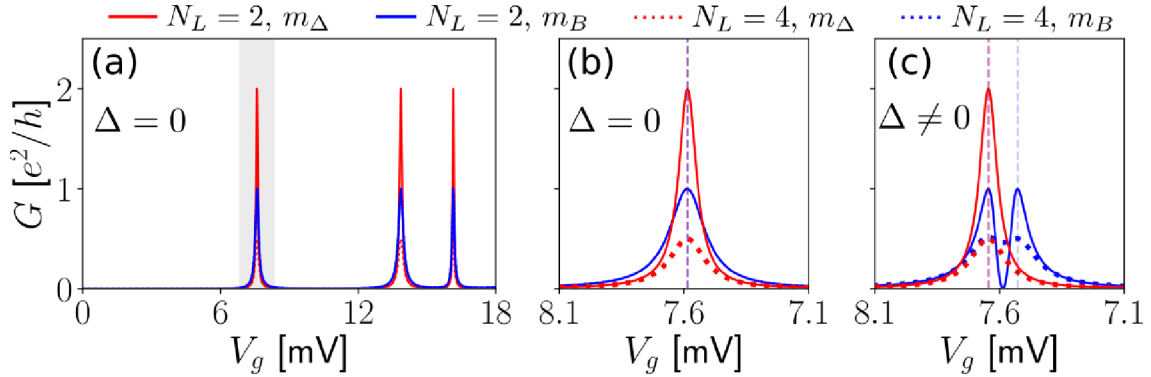 N_L = 2, m_Δ N_L = 2, m_B N_L = 4, m_Δ N_L = 4, m_B
(a) (b) (c)
Δ = 0 Δ = 0 Δ ≠ 0
G [e²/h]
2
1
0
0 6 12 18 8.1 7.6 7.1 8.1 7.6 7.1
V_g [mV] V_g [mV] V_g [mV]